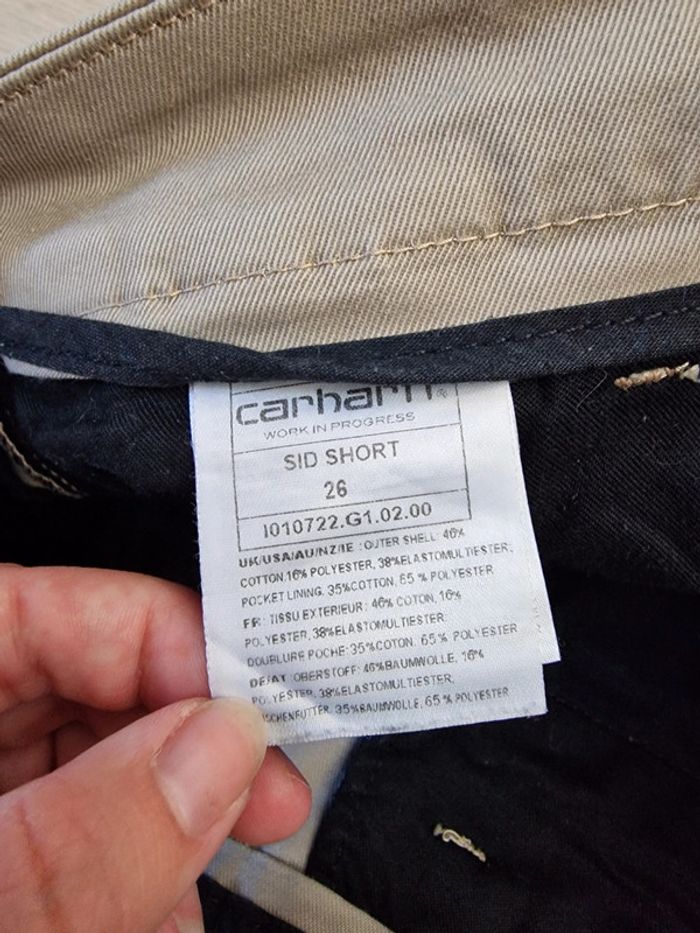 carhartt®
WORK IN PROGRESS
SID SHORT
26
I010722.G1.02.00
UK/USA/AU/NZ/IE : OUTER SHELL: 46%
COTTON,16% POLYESTER, 38%ELASTOMULTIESTER;
POCKET LINING: 35%COTTON, 65 % POLYESTER
FR: TISSU EXTERIEUR: 46% COTON, 16%
POLYESTER, 38%ELASTOMULTIESTER;
DOUBLURE POCHE:35%COTON, 65% POLYESTER
DE/AT :OBERSTOFF: 46%BAUMWOLLE, 16%
POLYESTER, 38%ELASTOMULTIESTER,
SCHENFUTTER: 35%BAUMWOLLE, 65 % POLYESTER